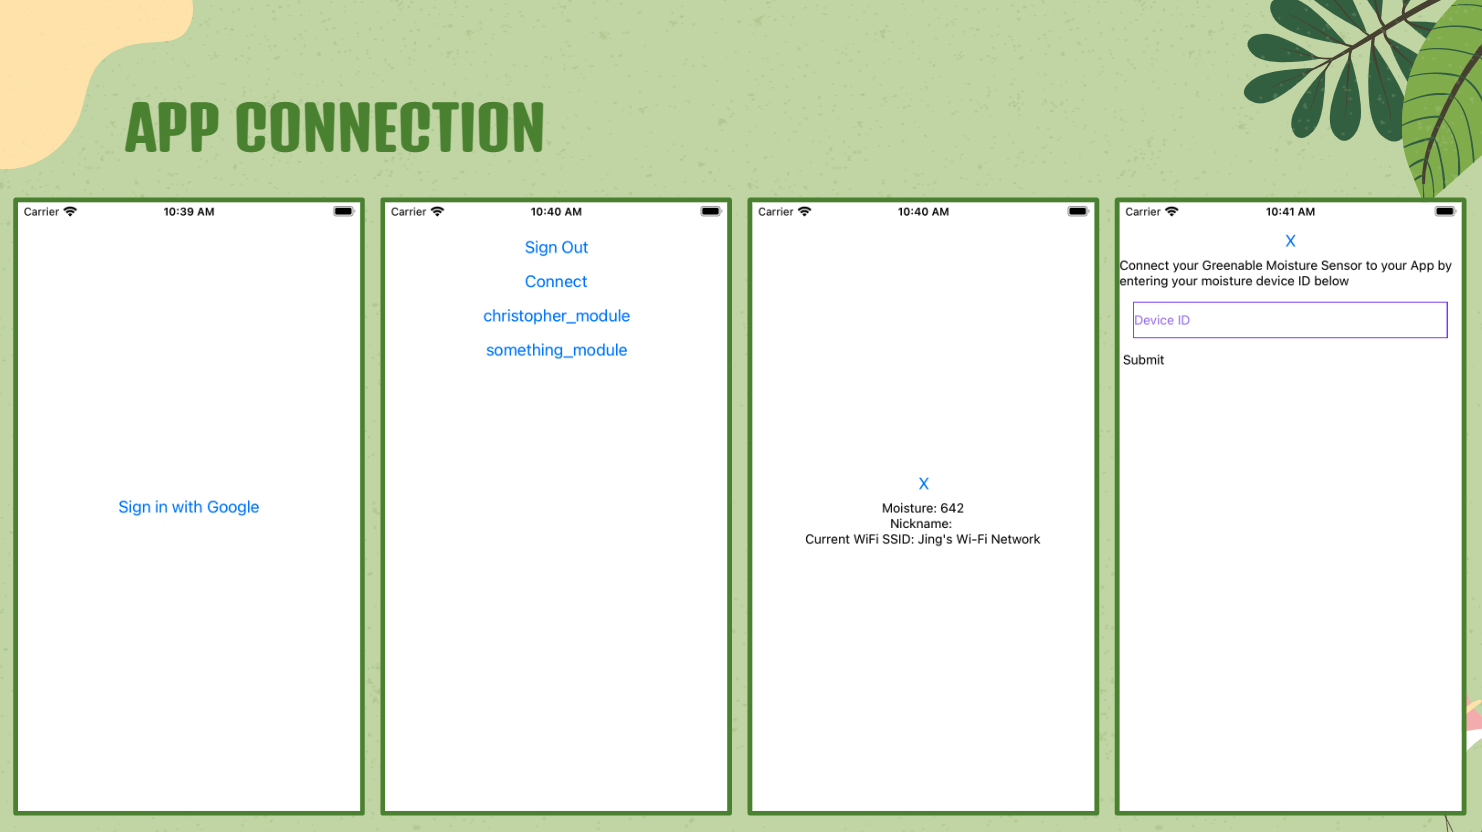 APP CONNECTION
Carrier 10:39 AM
Sign in with Google
Carrier 10:40 AM
Sign Out
Connect
christopher_module
something_module
Carrier 10:40 AM
X
Moisture: 642
Nickname:
Current WiFi SSID: Jing's Wi-Fi Network
Carrier 10:41 AM
X
Connect your Greenable Moisture Sensor to your App by
entering your moisture device ID below
Device ID
Submit